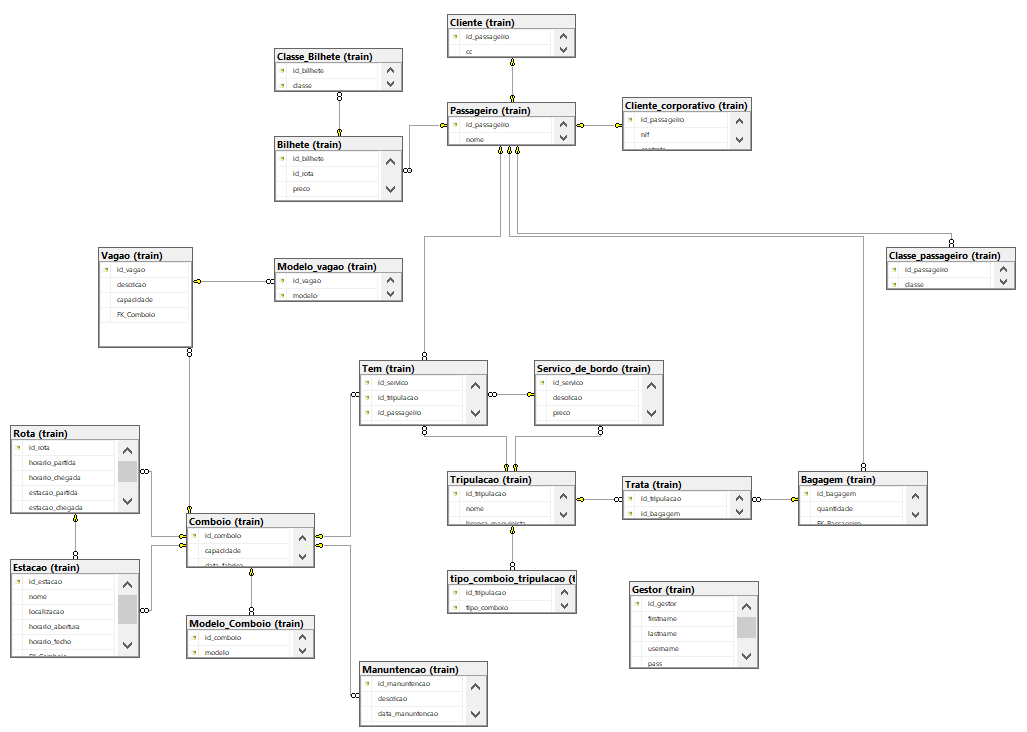 Cliente (train)
id_passageiro
cc
Classe_Bilhete (train)
id_bilhete
classe
Passageiro (train)
id_passageiro
nome
Cliente_corporativo (train)
id_passageiro
nif
Bilhete (train)
id_bilhete
id_rota
preco
Vagao (train)
id_vagao
descricao
capacidade
FK_Comboio
Modelo_vagao (train)
id_vagao
modelo
Classe_passageiro (train)
id_passageiro
classe
Tem (train)
id_servico
id_tripulacao
id_passageiro
Servico_de_bordo (train)
id_servico
descricao
preco
Rota (train)
id_rota
horario_partida
horario_chegada
estacao_partida
estacao_chegada
Tripulacao (train)
id_tripulacao
nome
licenca_maquinista
Trata (train)
id_tripulacao
id_bagagem
Bagagem (train)
id_bagagem
quantidade
FK_Passageiro
Comboio (train)
id_comboio
capacidade
data_fabrico
Estacao (train)
id_estacao
nome
localizacao
horario_abertura
horario_fecho
FK_Comboio
tipo_comboio_tripulacao (t
id_tripulacao
tipo_comboio
Gestor (train)
id_gestor
firstname
lastname
username
pass
Modelo_Comboio (train)
id_comboio
modelo
Manuntencao (train)
id_manuntencao
descricao
data_manuntencao